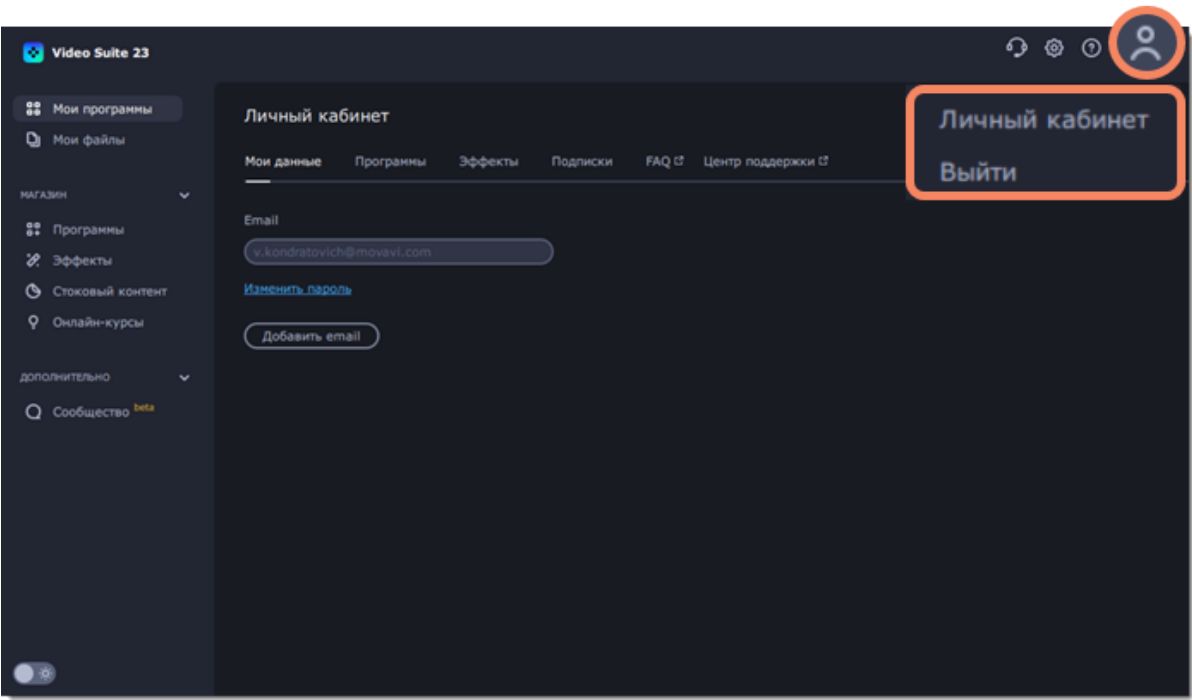 Video Suite 23
Мои программы
Мои файлы
МАГАЗИН
Программы
Эффекты
Стоковый контент
Онлайн-курсы
ДОПОЛНИТЕЛЬНО
Сообщество beta
Личный кабинет
Мои данные Программы Эффекты Подписки FAQ Центр поддержки
Email
v.kondratovich@movavi.com
Изменить пароль
Добавить email
Личный кабинет
Выйти